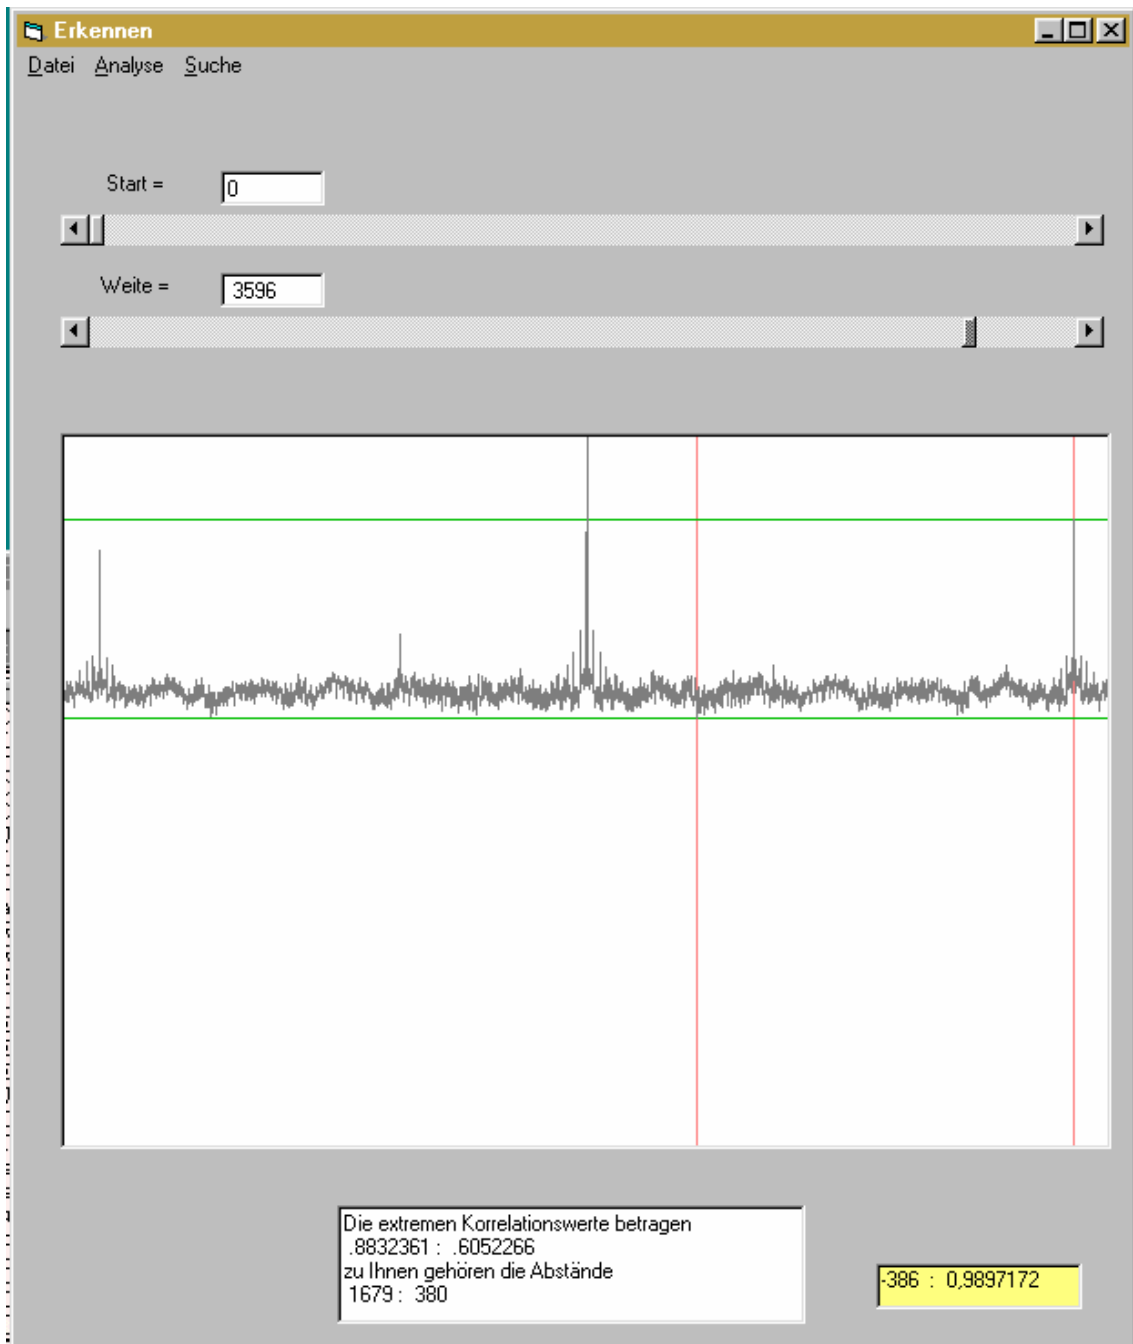 Erkennen
Datei Analyse Suche
Start = 0
Weite = 3596
Die extremen Korrelationswerte betragen
.8832361 : .6052266
zu Ihnen gehören die Abstände
1679 : 380
-386 : 0,9897172